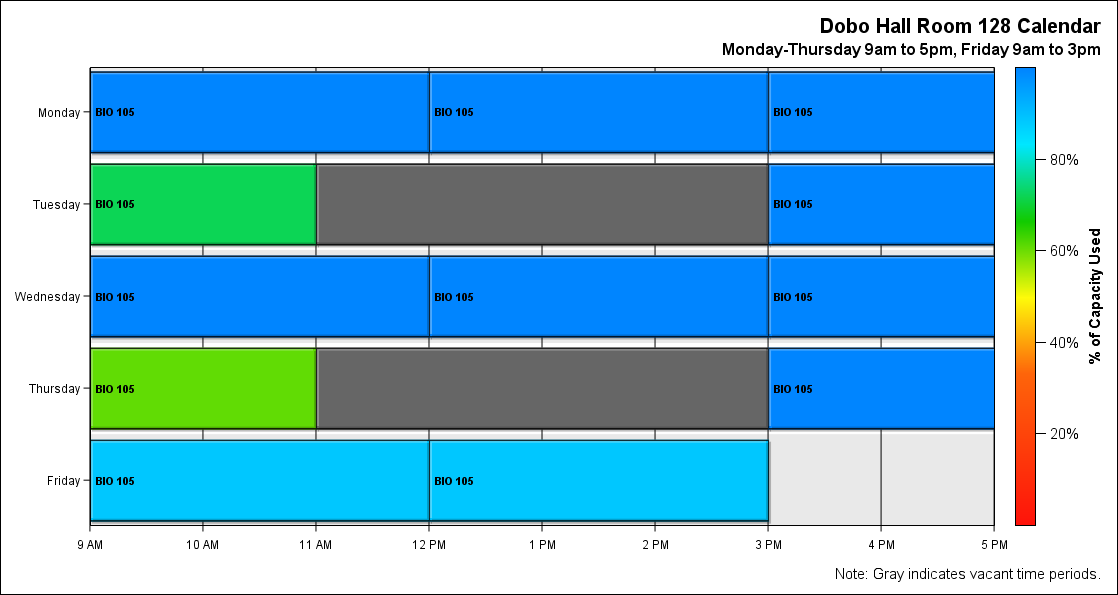 Dobo Hall Room 128 Calendar
Monday-Thursday 9am to 5pm, Friday 9am to 3pm
Monday
BIO 105 BIO 105 BIO 105
80%
Tuesday
BIO 105 BIO 105
60%
Wednesday
BIO 105 BIO 105 BIO 105
% of Capacity Used
40%
Thursday
BIO 105 BIO 105
20%
Friday
BIO 105 BIO 105
9 AM 10 AM 11 AM 12 PM 1 PM 2 PM 3 PM 4 PM 5 PM
Note: Gray indicates vacant time periods.